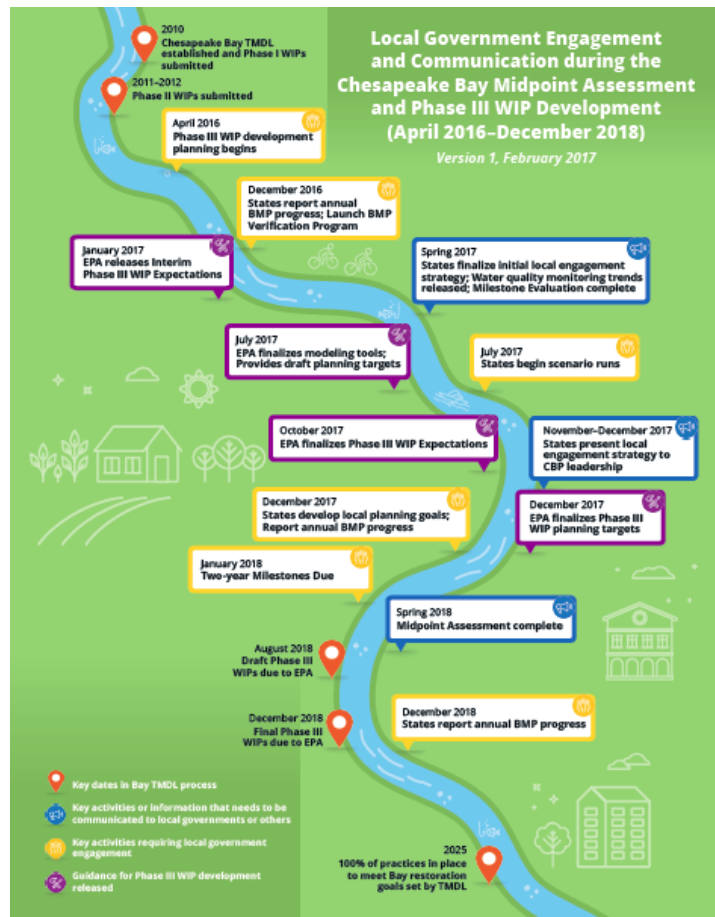 2010
Chesapeake Bay TMDL
established and Phase I WIPs
submitted
Local Government Engagement
and Communication during the
Chesapeake Bay Midpoint Assessment
and Phase III WIP Development
(April 2016–December 2018)
Version 1, February 2017
2011–2012
Phase II WIPs submitted
April 2016
Phase III WIP development
planning begins
December 2016
States report annual
BMP progress; Launch BMP
Verification Program
January 2017
EPA releases Interim
Phase III WIP Expectations
Spring 2017
States finalize initial local engagement
strategy; Water quality monitoring trends
released; Milestone Evaluation complete
July 2017
EPA finalizes modeling tools;
Provides draft planning targets
July 2017
States begin scenario runs
October 2017
EPA finalizes Phase III WIP Expectations
November–December 2017
States present local
engagement strategy to
CBP leadership
December 2017
States develop local planning goals;
Report annual BMP progress
December 2017
EPA finalizes Phase III
WIP planning targets
January 2018
Two-year Milestones Due
Spring 2018
Midpoint Assessment complete
August 2018
Draft Phase III
WIPs due to EPA
December 2018
Final Phase III
WIPs due to EPA
December 2018
States report annual BMP progress
Key dates in Bay TMDL process
Key activities or information that needs to be
communicated to local governments or others
Key activities requiring local government
engagement
Guidance for Phase III WIP development
released
2025
100% of practices in place
to meet Bay restoration
goals set by TMDL